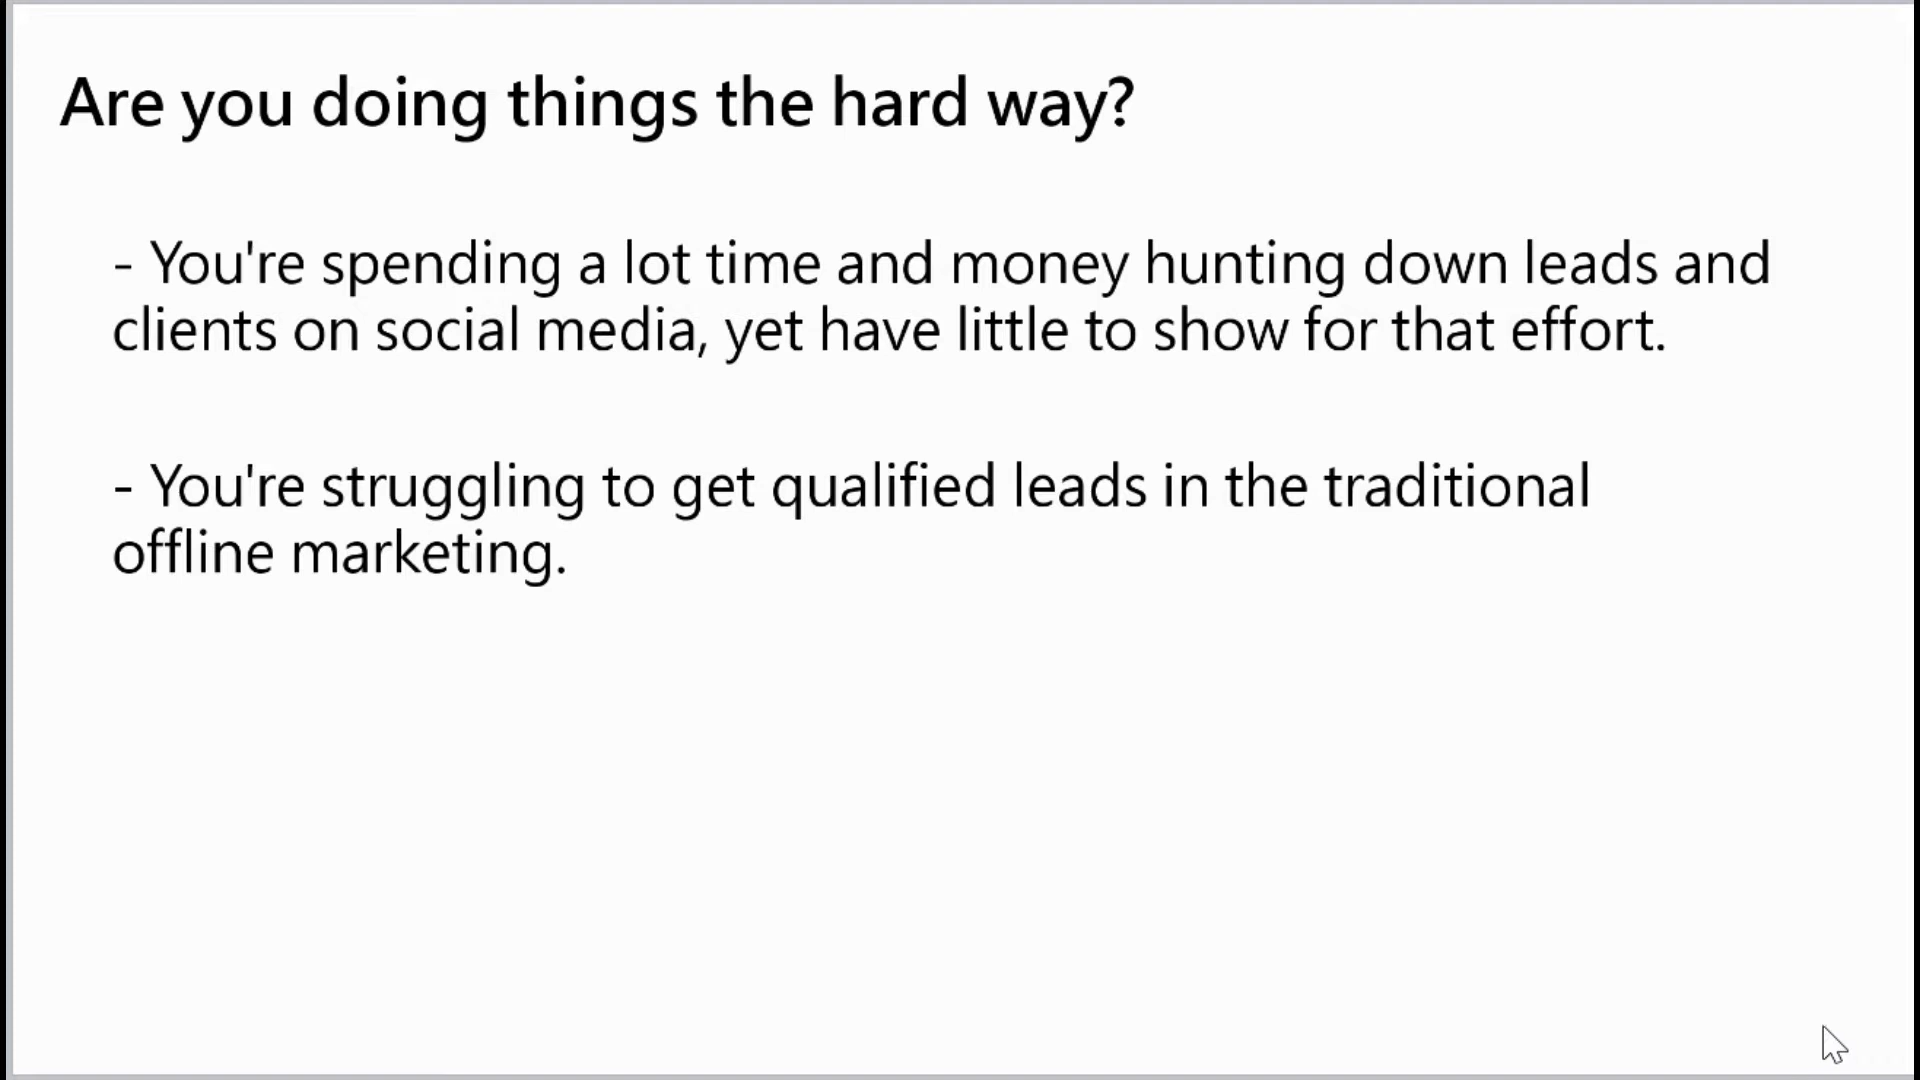 Are you doing things the hard way?
- You're spending a lot time and money hunting down leads and
clients on social media, yet have little to show for that effort.
- You're struggling to get qualified leads in the traditional
offline marketing.